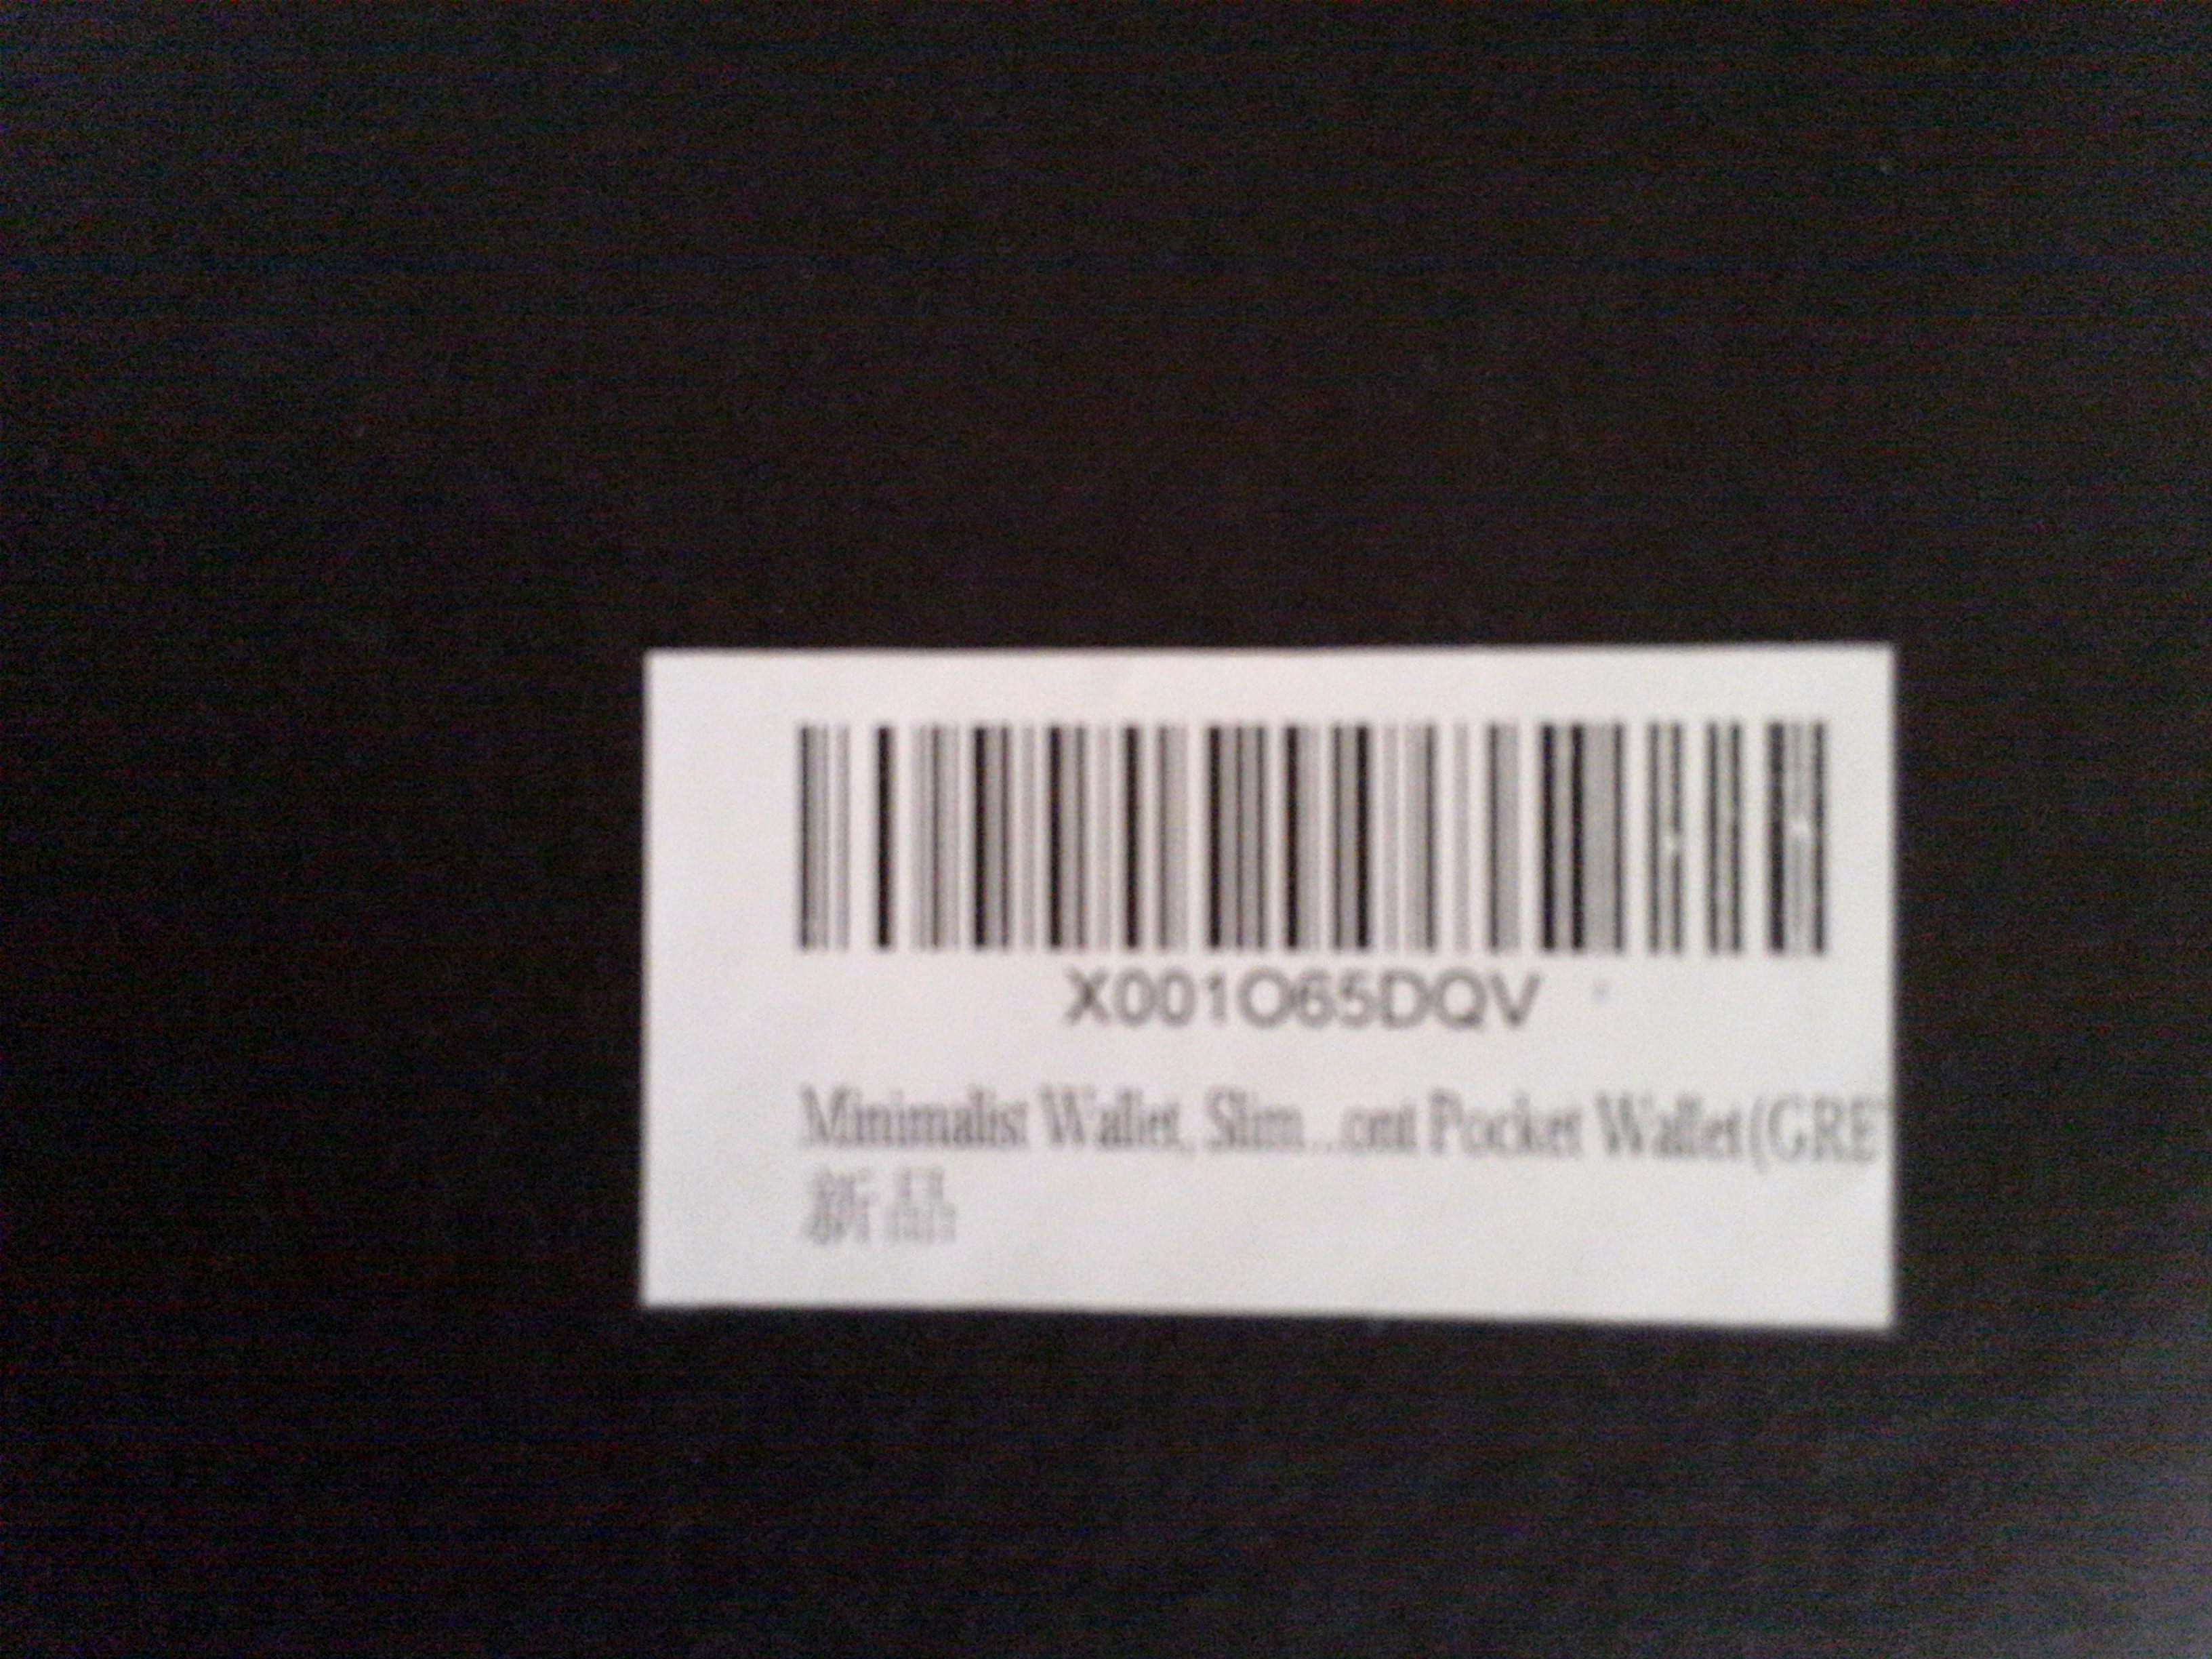 X001O65DQV
Minimalist Wallet, Slim...ont Pocket Wallet (GRE
新品